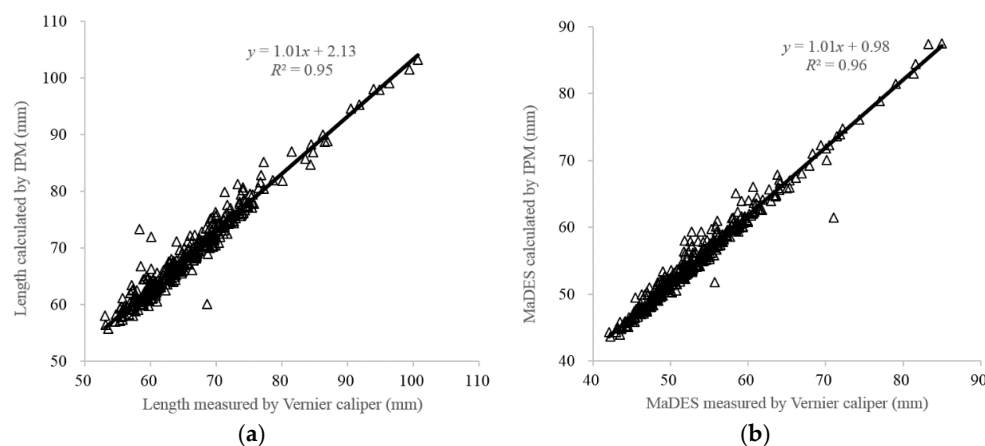 110
100
90
80
70
60
50
50
60
70
80
90
100
110
y = 1.01x + 2.13
R² = 0.95
Length calculated by IPM (mm)
Length measured by Vernier caliper (mm)
(a)
90
80
70
60
50
40
40
50
60
70
80
90
y = 1.01x + 0.98
R² = 0.96
MaDES calculated by IPM (mm)
MaDES measured by Vernier caliper (mm)
(b)